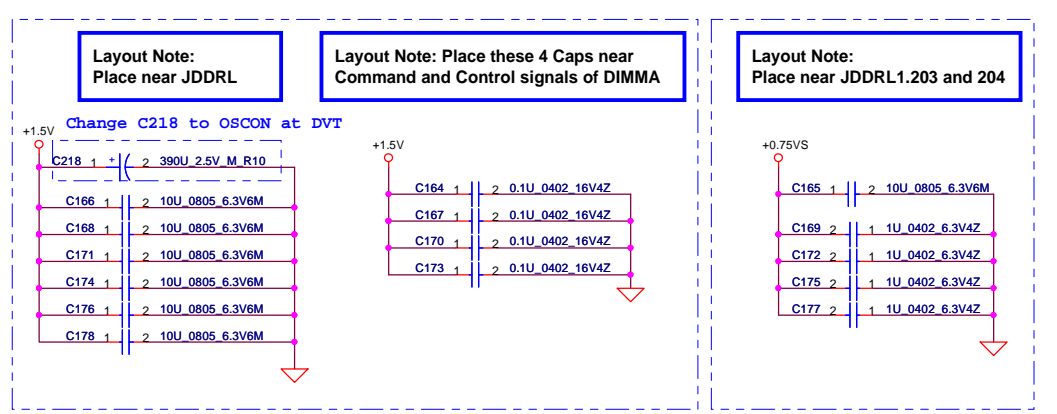 Layout Note:
Place near JDDRL
Layout Note: Place these 4 Caps near
Command and Control signals of DIMMA
Layout Note:
Place near JDDRL1.203 and 204
Change C218 to OSCON at DVT
+1.5V
C218 1 + 2 390U_2.5V_M_R10
C166 1 2 10U_0805_6.3V6M
C168 1 2 10U_0805_6.3V6M
C171 1 2 10U_0805_6.3V6M
C174 1 2 10U_0805_6.3V6M
C176 1 2 10U_0805_6.3V6M
C178 1 2 10U_0805_6.3V6M
+1.5V
C164 1 2 0.1U_0402_16V4Z
C167 1 2 0.1U_0402_16V4Z
C170 1 2 0.1U_0402_16V4Z
C173 1 2 0.1U_0402_16V4Z
+0.75VS
C165 1 2 10U_0805_6.3V6M
C169 2 1 1U_0402_6.3V4Z
C172 2 1 1U_0402_6.3V4Z
C175 2 1 1U_0402_6.3V4Z
C177 2 1 1U_0402_6.3V4Z